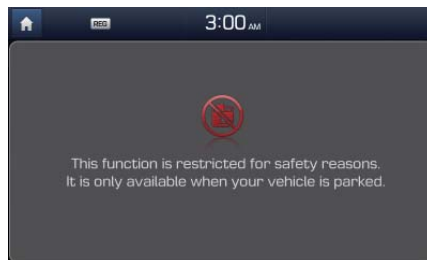 REG
3:00 AM
This function is restricted for safety reasons.
It is only available when your vehicle is parked.